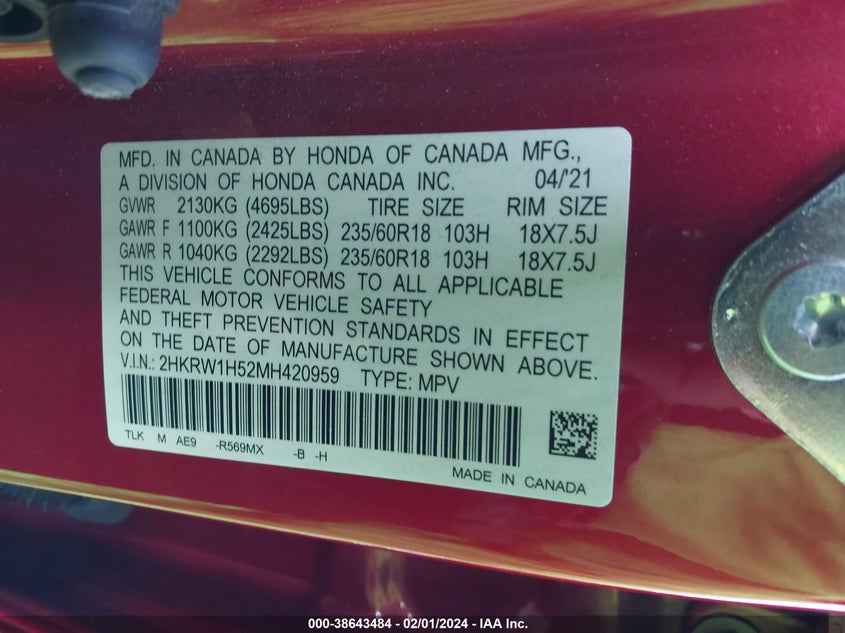 MFD. IN CANADA BY HONDA OF CANADA MFG.,
A DIVISION OF HONDA CANADA INC. 04/'21
GVWR 2130KG (4695LBS) TIRE SIZE RIM SIZE
GAWR F 1100KG (2425LBS) 235/60R18 103H 18X7.5J
GAWR R 1040KG (2292LBS) 235/60R18 103H 18X7.5J
THIS VEHICLE CONFORMS TO ALL APPLICABLE
FEDERAL MOTOR VEHICLE SAFETY
AND THEFT PREVENTION STANDARDS IN EFFECT
ON THE DATE OF MANUFACTURE SHOWN ABOVE.
V.I.N.: 2HKRW1H52MH420959 TYPE: MPV
TLK M AE9 -R569MX -B -H
MADE IN CANADA
000-38643484 - 02/01/2024 - IAA Inc.